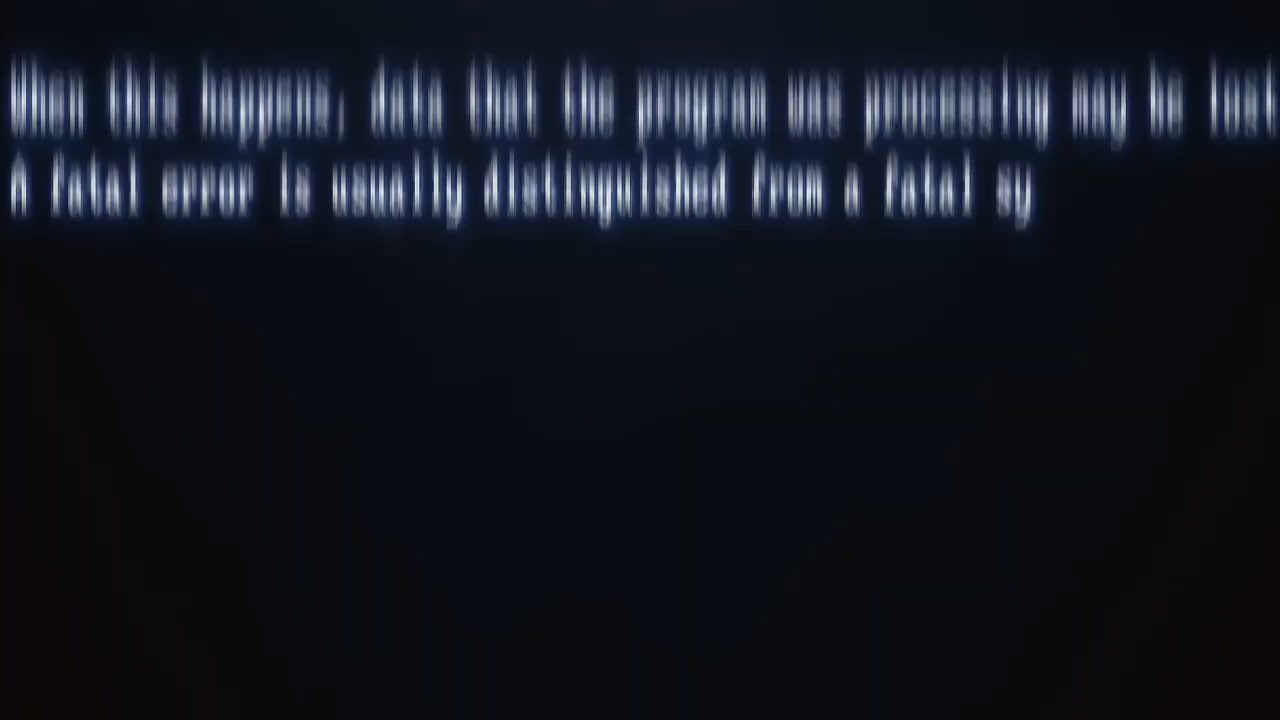 When this happens, data that the program was processing may be lost
A fatal error is usually distinguished from a fatal sy